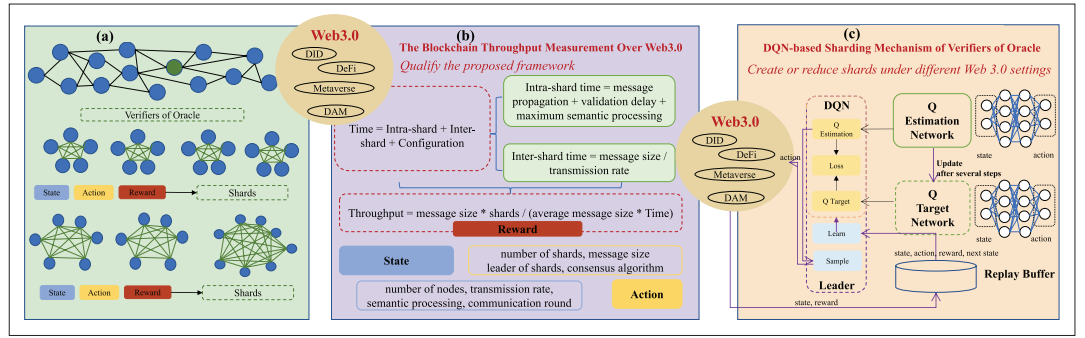 (a)
Verifiers of Oracle
State
Action
Reward
Shards
State
Action
Reward
Shards
Web3.0
DID
DeFi
Metaverse
DAM
(b)
The Blockchain Throughput Measurement Over Web3.0
Qualify the proposed framework
Time = Intra-shard + Inter-
shard + Configuration
Intra-shard time = message
propagation + validation delay +
maximum semantic processing
Inter-shard time = message size /
transmission rate
Throughput = message size * shards / (average message size * Time)
Reward
State
number of shards, message size
leader of shards, consensus algorithm
number of nodes, transmission rate,
semantic processing, communication round
Action
Web3.0
DID
DeFi
Metaverse
DAM
(c)
DQN-based Sharding Mechanism of Verifiers of Oracle
Create or reduce shards under different Web 3.0 settings
DQN
Q
Estimation
Loss
Q Target
Learn
Sample
Leader
action
Q
Estimation
Network
state
action
Update
after several steps
Q
Target
Network
state
action
state, action, reward, next state
Replay Buffer
state, reward